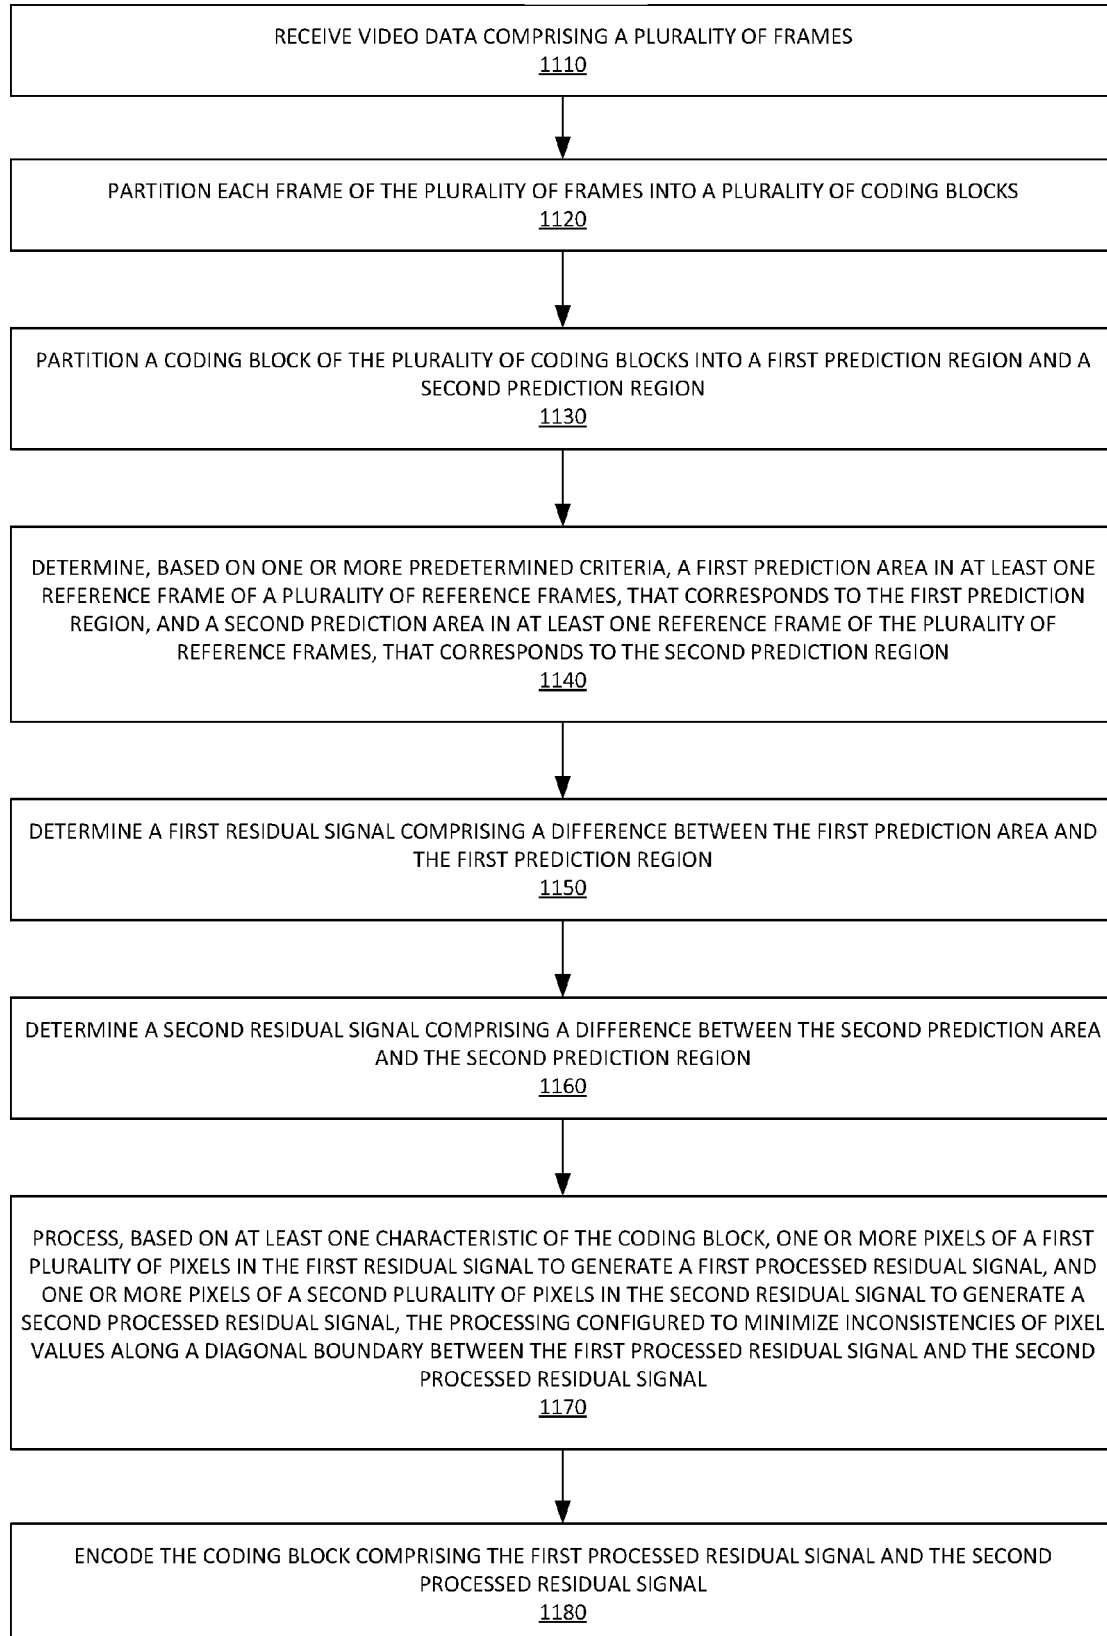 RECEIVE VIDEO DATA COMPRISING A PLURALITY OF FRAMES
1110
PARTITION EACH FRAME OF THE PLURALITY OF FRAMES INTO A PLURALITY OF CODING BLOCKS
1120
PARTITION A CODING BLOCK OF THE PLURALITY OF CODING BLOCKS INTO A FIRST PREDICTION REGION AND A
SECOND PREDICTION REGION
1130
DETERMINE, BASED ON ONE OR MORE PREDETERMINED CRITERIA, A FIRST PREDICTION AREA IN AT LEAST ONE
REFERENCE FRAME OF A PLURALITY OF REFERENCE FRAMES, THAT CORRESPONDS TO THE FIRST PREDICTION
REGION, AND A SECOND PREDICTION AREA IN AT LEAST ONE REFERENCE FRAME OF THE PLURALITY OF
REFERENCE FRAMES, THAT CORRESPONDS TO THE SECOND PREDICTION REGION
1140
DETERMINE A FIRST RESIDUAL SIGNAL COMPRISING A DIFFERENCE BETWEEN THE FIRST PREDICTION AREA AND
THE FIRST PREDICTION REGION
1150
DETERMINE A SECOND RESIDUAL SIGNAL COMPRISING A DIFFERENCE BETWEEN THE SECOND PREDICTION AREA
AND THE SECOND PREDICTION REGION
1160
PROCESS, BASED ON AT LEAST ONE CHARACTERISTIC OF THE CODING BLOCK, ONE OR MORE PIXELS OF A FIRST
PLURALITY OF PIXELS IN THE FIRST RESIDUAL SIGNAL TO GENERATE A FIRST PROCESSED RESIDUAL SIGNAL, AND
ONE OR MORE PIXELS OF A SECOND PLURALITY OF PIXELS IN THE SECOND RESIDUAL SIGNAL TO GENERATE A
SECOND PROCESSED RESIDUAL SIGNAL, THE PROCESSING CONFIGURED TO MINIMIZE INCONSISTENCIES OF PIXEL
VALUES ALONG A DIAGONAL BOUNDARY BETWEEN THE FIRST PROCESSED RESIDUAL SIGNAL AND THE SECOND
PROCESSED RESIDUAL SIGNAL
1170
ENCODE THE CODING BLOCK COMPRISING THE FIRST PROCESSED RESIDUAL SIGNAL AND THE SECOND
PROCESSED RESIDUAL SIGNAL
1180